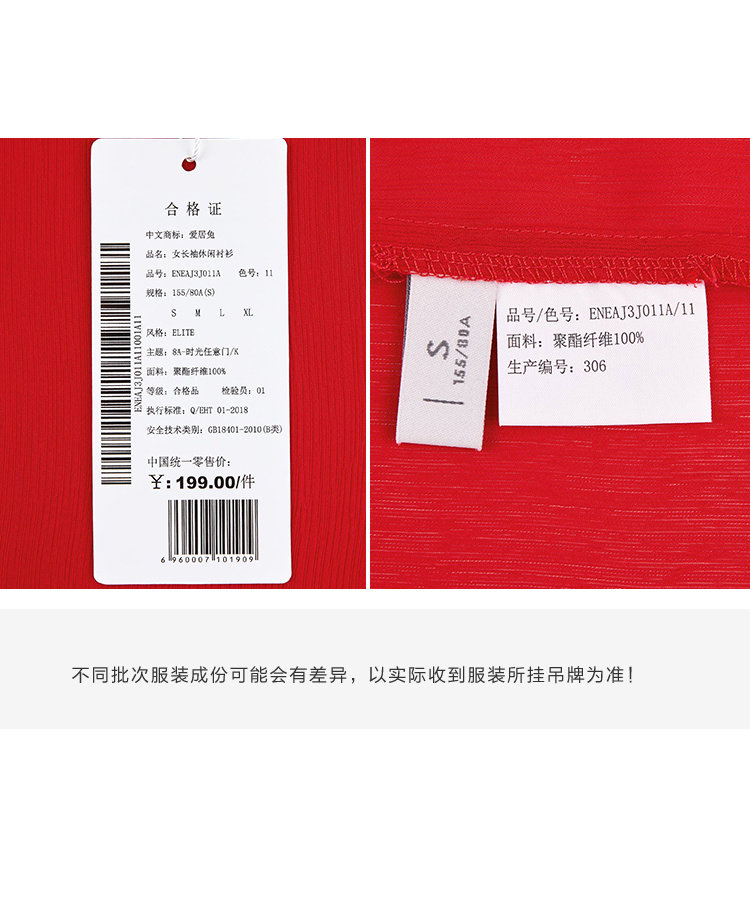 合格证
中文商标: 爱居兔
品名: 女长袖休闲衬衫
品号: ENEAJ3J011A 色号: 11
规格: 155/80A(S)
S M L XL
风格: ELITE
主题: 8A-时光任意门/K
面料: 聚酯纤维100%
等级: 合格品 检验员: 01
执行标准: Q/EHT 01-2018
安全技术类别: GB18401-2010(B类)
中国统一零售价:
¥: 199.00/件
6 960007 101909
ENEAJ3J011A11001A11
S
155/80A
品号/色号: ENEAJ3J011A/11
面料: 聚酯纤维100%
生产编号: 306
不同批次服装成份可能会有差异，以实际收到服装所挂吊牌为准！